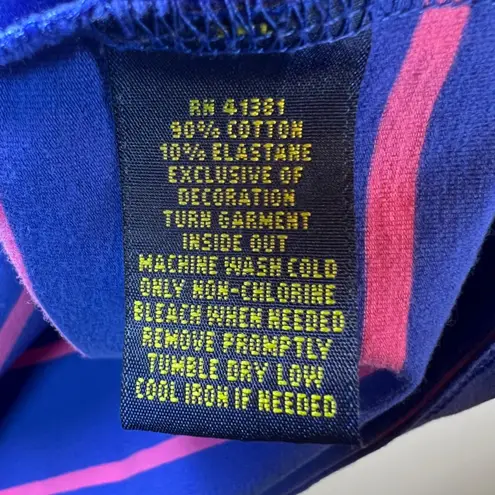 RN 41381
90% COTTON
10% ELASTANE
EXCLUSIVE OF
DECORATION
TURN GARMENT
INSIDE OUT
MACHINE WASH COLD
ONLY NON-CHLORINE
BLEACH WHEN NEEDED
REMOVE PROMPTLY
TUMBLE DRY LOW
COOL IRON IF NEEDED